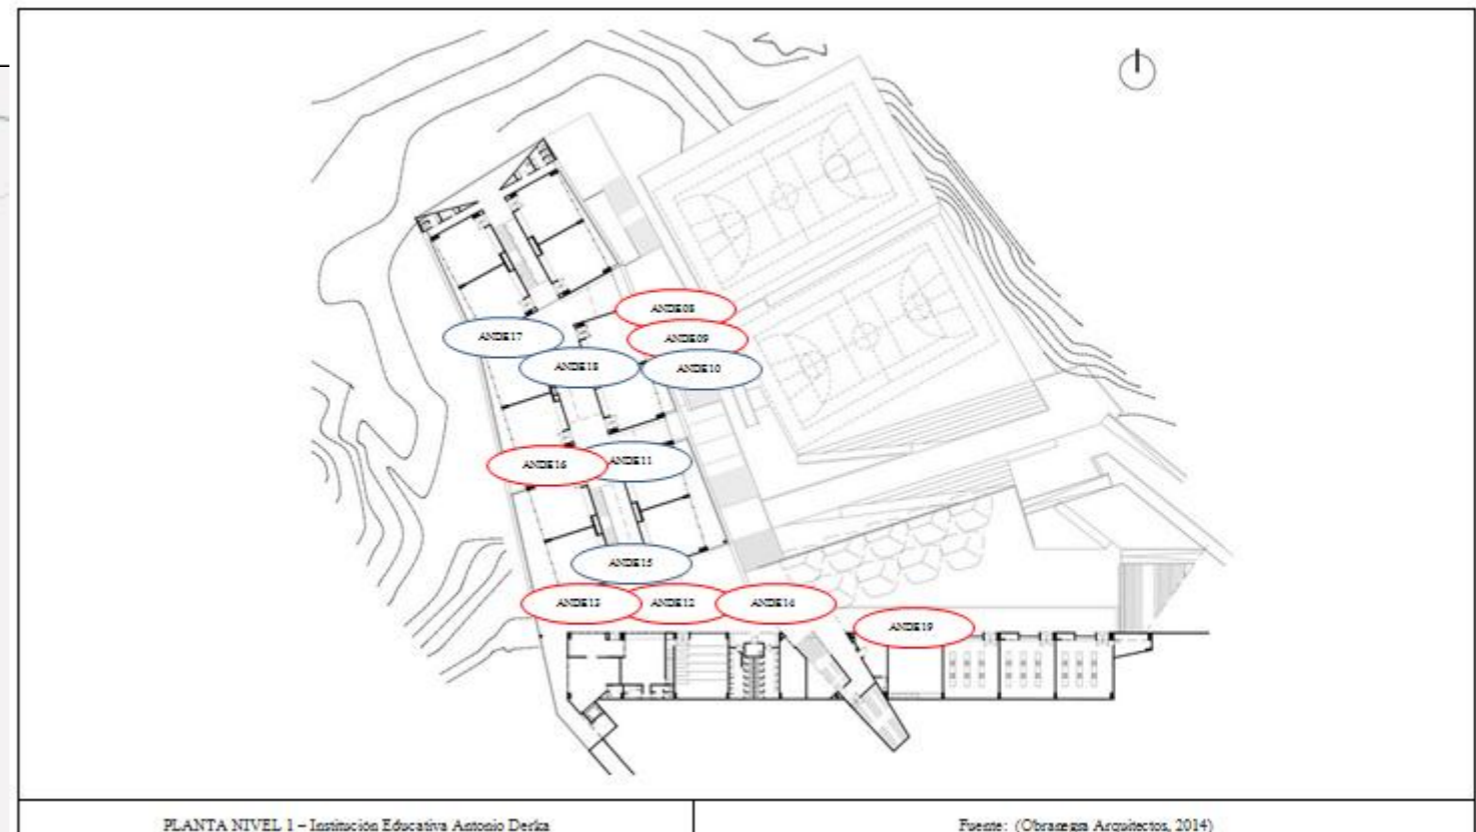 ANDE08
ANDE09
ANDE17
ANDE18
ANDE10
ANDE16
ANDE11
ANDE15
ANDE13
ANDE12
ANDE14
ANDE19
PLANTA NIVEL 1 – Institución Educativa Antonio Derka
Fuente: (Obranegra Arquitectos, 2014)